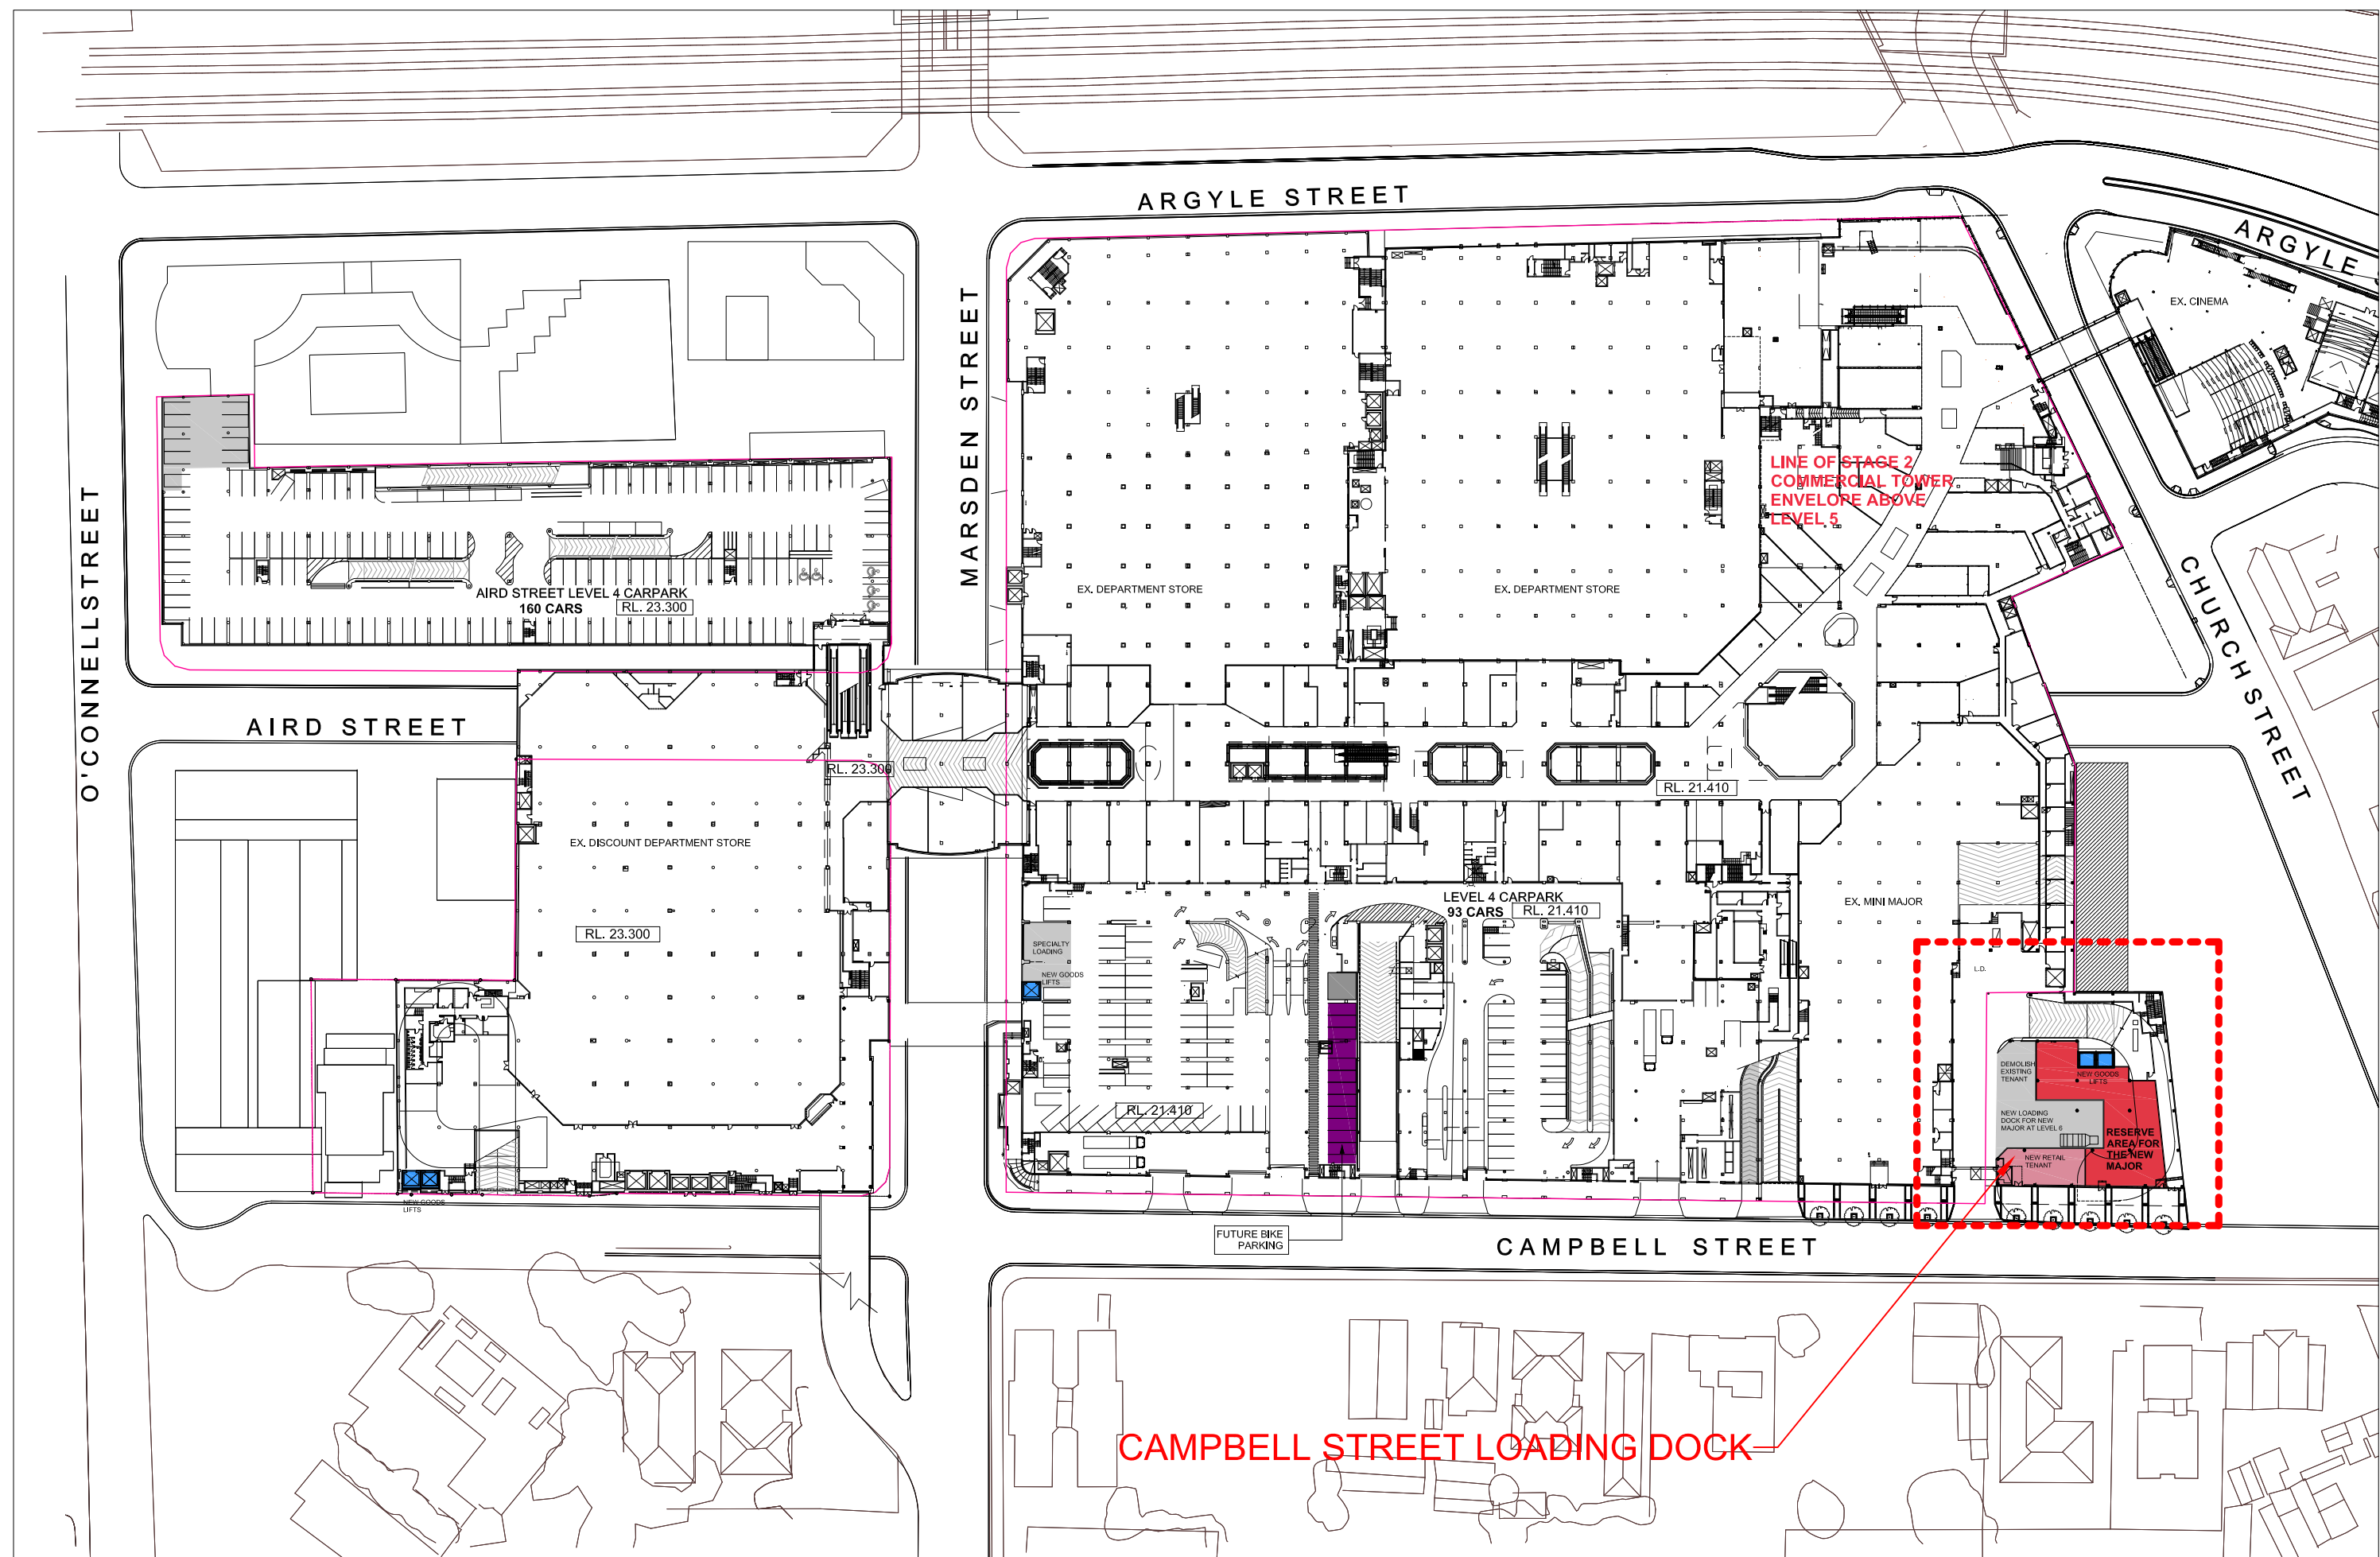 ARGYLE STREET
ARGYLE
EX. CINEMA
MARSDEN STREET
O'CONNELLSTREET
CHURCH STREET
LINE OF STAGE 2
COMMERCIAL TOWER
ENVELOPE ABOVE
LEVEL 5
AIRD STREET LEVEL 4 CARPARK
160 CARS
RL. 23.300
EX. DEPARTMENT STORE
EX. DEPARTMENT STORE
AIRD STREET
RL. 23.300
RL. 21.410
EX. DISCOUNT DEPARTMENT STORE
RL. 23.300
LEVEL 4 CARPARK
93 CARS
RL. 21.410
EX. MINI MAJOR
SPECIALTY
LOADING
NEW GOODS
LIFTS
L.D.
DEMOLISH
EXISTING
TENANT
NEW GOODS
LIFTS
NEW LOADING
DOCK FOR NEW
MAJOR AT LEVEL 6
RESERVE
AREA FOR
THE NEW
MAJOR
NEW RETAIL
TENANT
RL. 21.410
NEW GOODS
LIFTS
FUTURE BIKE
PARKING
CAMPBELL STREET
CAMPBELL STREET LOADING DOCK